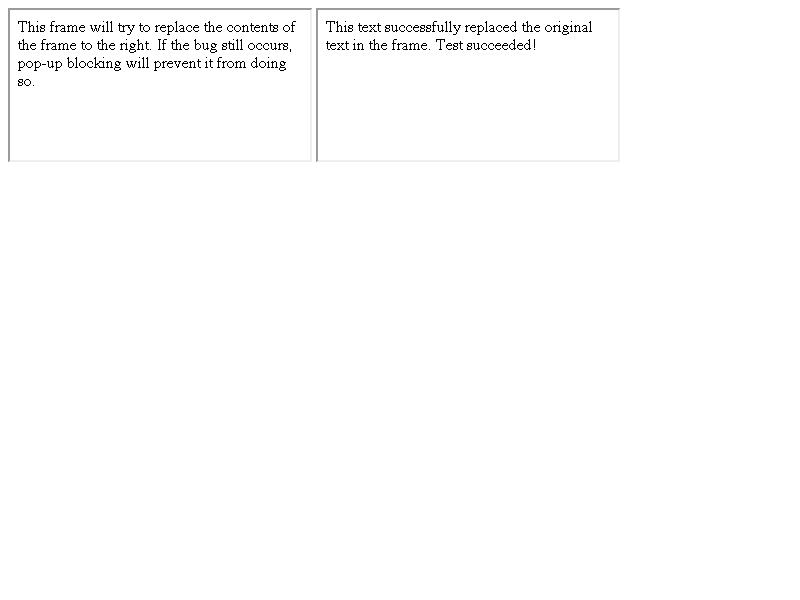 This frame will try to replace the contents of
the frame to the right. If the bug still occurs,
pop-up blocking will prevent it from doing
so.
This text successfully replaced the original
text in the frame. Test succeeded!